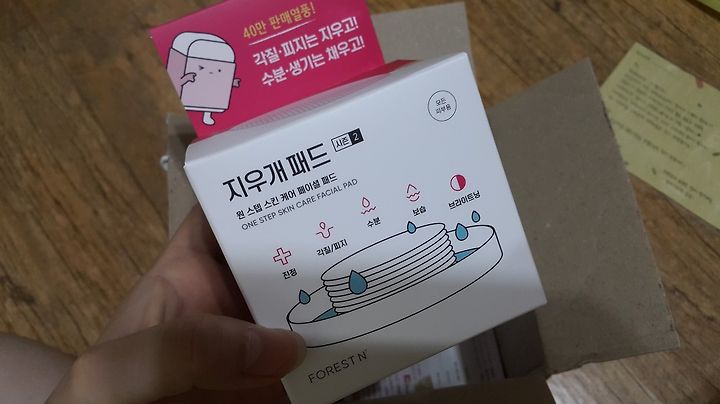 40만 판매열풍!
각질·피지는 지우고!
수분·생기는 채우고!
모든
피부용
지우개 패드 시즌 2
원 스텝 스킨 케어 페이셜 패드
ONE STEP SKIN CARE FACIAL PAD
진정
각질/피지
수분
보습
브라이트닝
FOREST N°